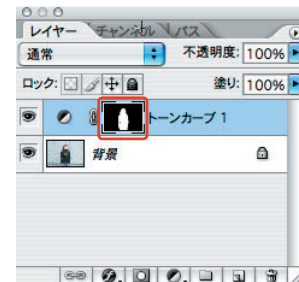 レイヤー チャンネル パス
通常 不透明度: 100%
ロック: 塗り: 100%
トーンカーブ 1
背景